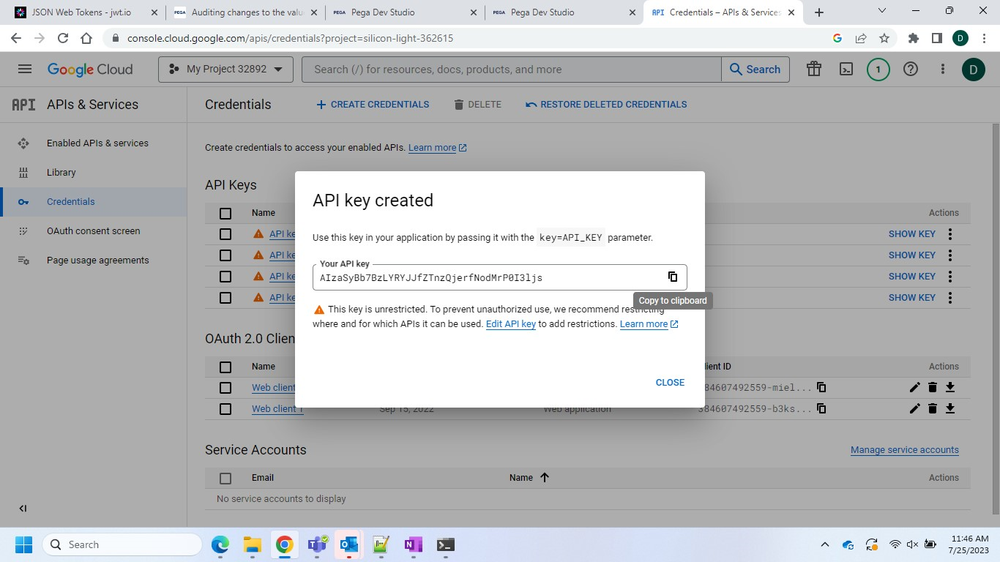 JSON Web Tokens - jwt.io
PEGA Auditing changes to the valu
PEGA Pega Dev Studio
PEGA Pega Dev Studio
API Credentials – APIs & Services
console.cloud.google.com/apis/credentials?project=silicon-light-362615
D
Google Cloud
My Project 32892
Search (/) for resources, docs, products, and more
Search
1
D
API APIs & Services
Credentials
CREATE CREDENTIALS
DELETE
RESTORE DELETED CREDENTIALS
Enabled APIs & services
Library
Credentials
OAuth consent screen
Page usage agreements
Create credentials to access your enabled APIs. Learn more
API Keys
Name
Actions
API ke
SHOW KEY
API ke
SHOW KEY
API ke
SHOW KEY
API ke
SHOW KEY
API key created
Use this key in your application by passing it with the key=API_KEY parameter.
Your API key
AIzaSyBb7BzLYRYJJfZTnzQjerfNodMrP0I3ljs
Copy to clipboard
This key is unrestricted. To prevent unauthorized use, we recommend restricting
where and for which APIs it can be used. Edit API key to add restrictions. Learn more
CLOSE
OAuth 2.0 Clien
Name
lient ID
Actions
Web client
384607492559-miel...
Web client 1
Sep 15, 2022
Web application
384607492559-b3ks...
Service Accounts
Manage service accounts
Email
Name
Actions
No service accounts to display
Search
11:46 AM
7/25/2023